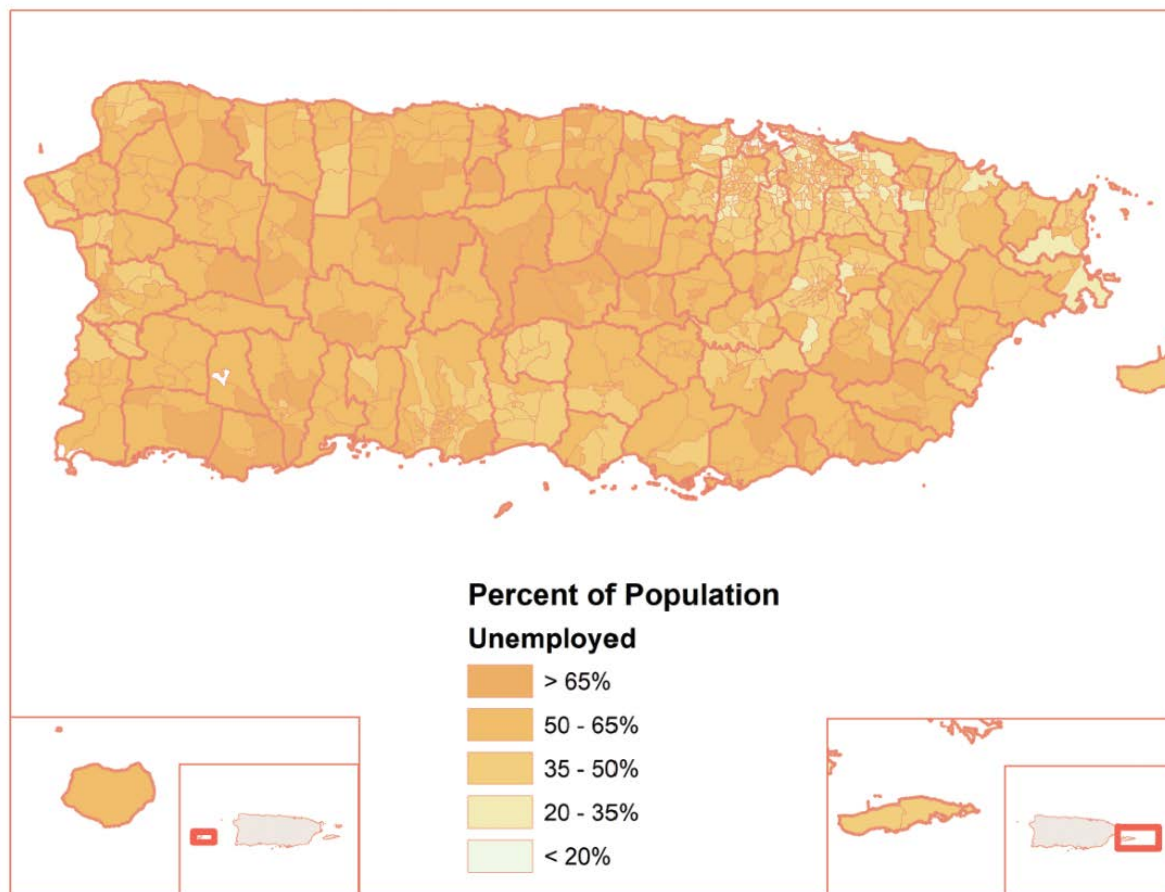 Percent of Population
Unemployed
> 65%
50 - 65%
35 - 50%
20 - 35%
< 20%